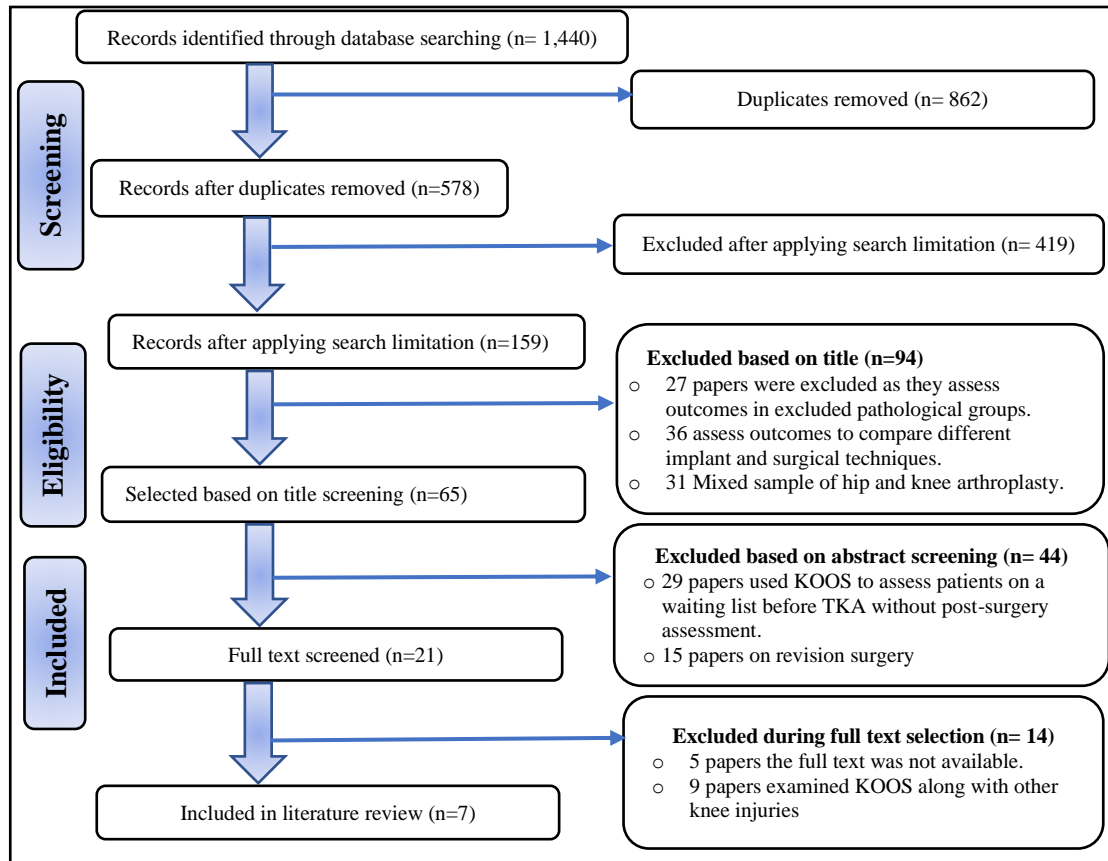 Records identified through database searching (n= 1,440)
Duplicates removed (n= 862)
Screening
Records after duplicates removed (n=578)
Excluded after applying search limitation (n= 419)
Records after applying search limitation (n=159)
Eligibility
Excluded based on title (n=94)
o 27 papers were excluded as they assess
outcomes in excluded pathological groups.
o 36 assess outcomes to compare different
implant and surgical techniques.
o 31 Mixed sample of hip and knee arthroplasty.
Selected based on title screening (n=65)
Excluded based on abstract screening (n= 44)
o 29 papers used KOOS to assess patients on a
waiting list before TKA without post-surgery
assessment.
o 15 papers on revision surgery
Included
Full text screened (n=21)
Excluded during full text selection (n= 14)
o 5 papers the full text was not available.
o 9 papers examined KOOS along with other
knee injuries
Included in literature review (n=7)